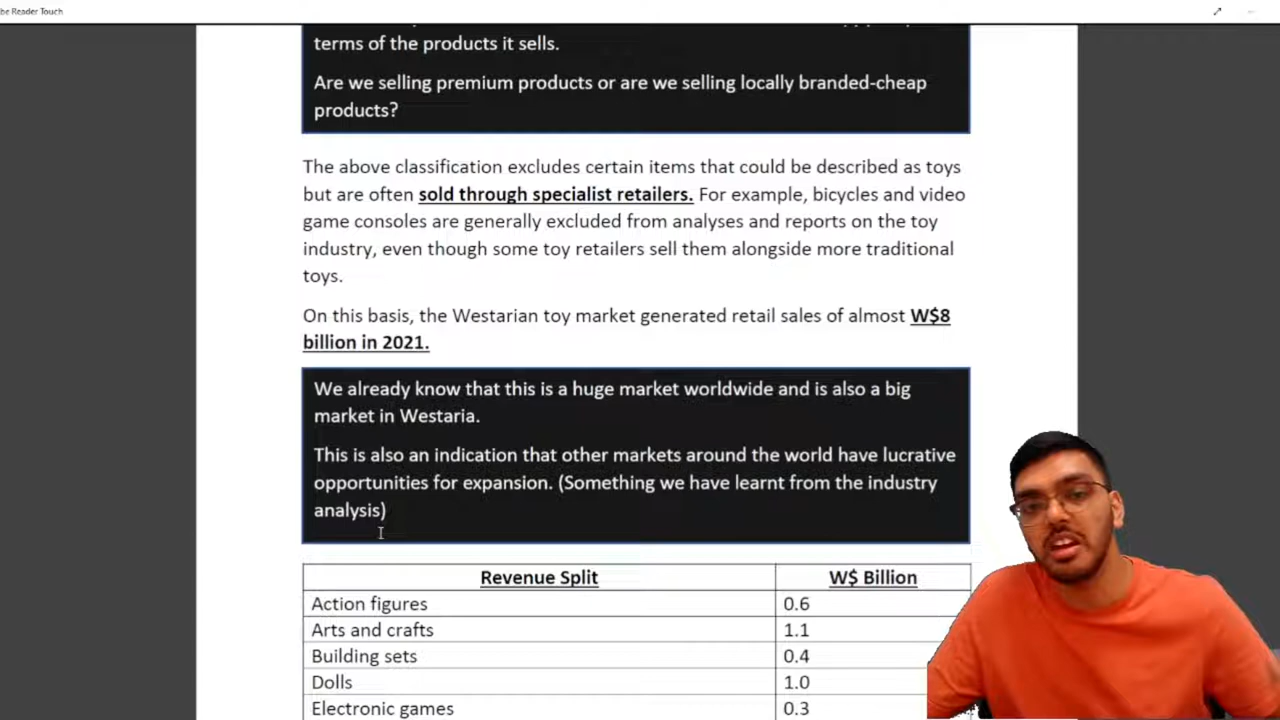 be Reader Touch
terms of the products it sells.
Are we selling premium products or are we selling locally branded-cheap
products?
The above classification excludes certain items that could be described as toys
but are often sold through specialist retailers. For example, bicycles and video
game consoles are generally excluded from analyses and reports on the toy
industry, even though some toy retailers sell them alongside more traditional
toys.
On this basis, the Westarian toy market generated retail sales of almost W$8
billion in 2021.
We already know that this is a huge market worldwide and is also a big
market in Westaria.
This is also an indication that other markets around the world have lucrative
opportunities for expansion. (Something we have learnt from the industry
analysis)
Revenue Split W$ Billion
Action figures 0.6
Arts and crafts 1.1
Building sets 0.4
Dolls 1.0
Electronic games 0.3